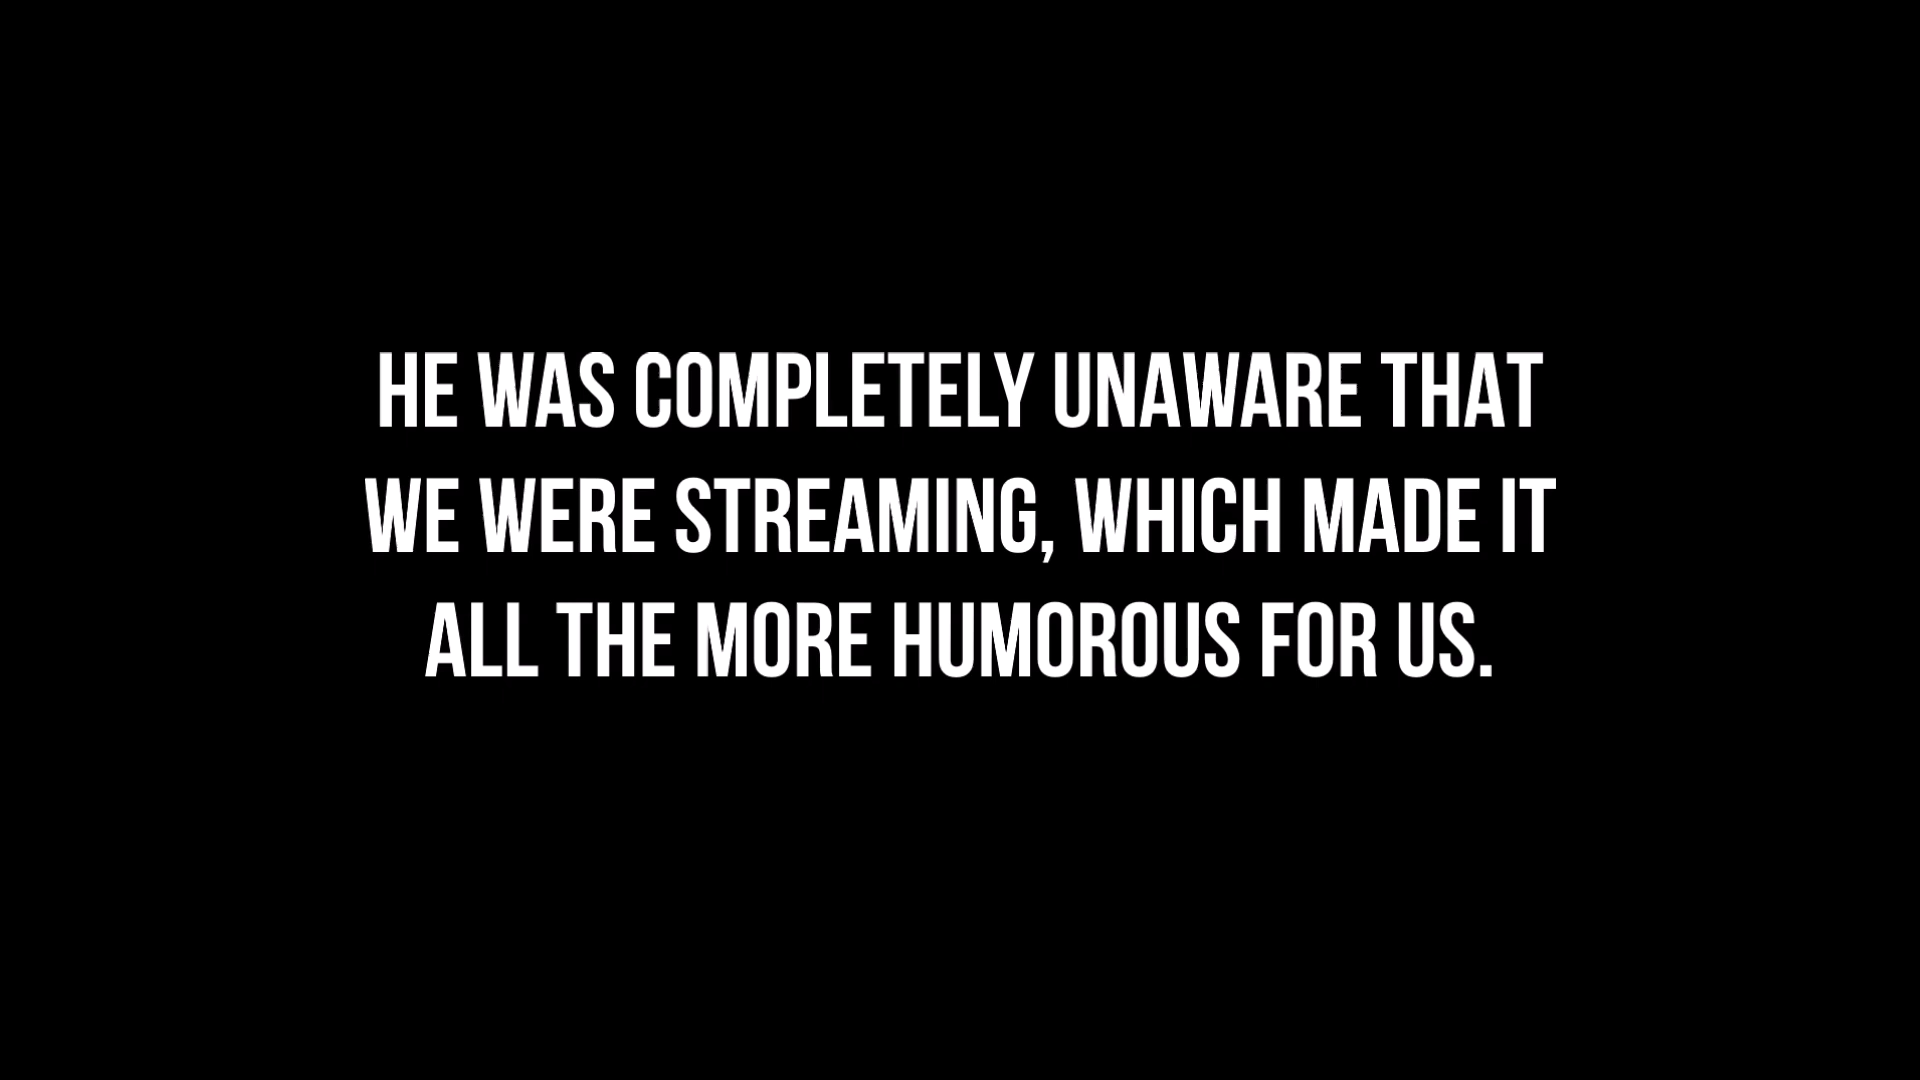 HE WAS COMPLETELY UNAWARE THAT
WE WERE STREAMING, WHICH MADE IT
ALL THE MORE HUMOROUS FOR US.